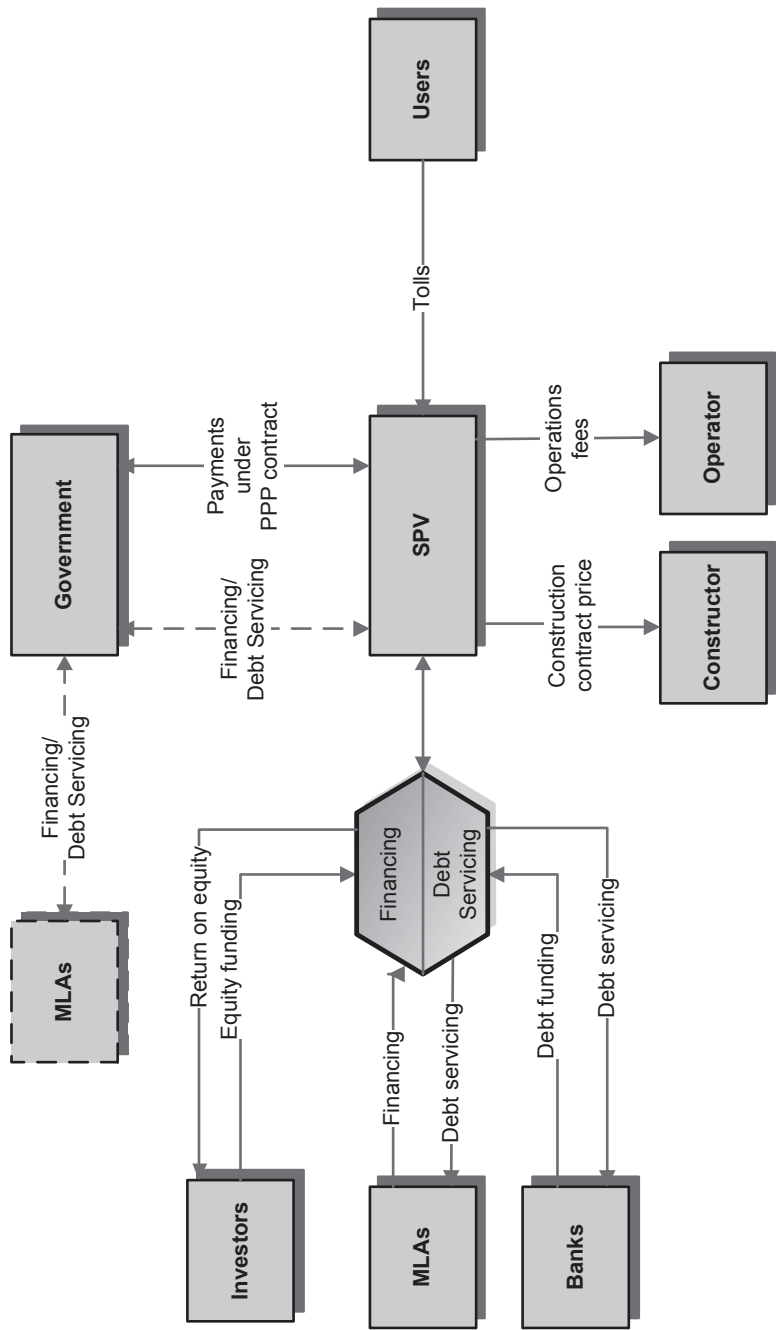 MLAs
Financing/
Debt Servicing
Government
Financing/
Debt Servicing
Payments
under
PPP contract
Investors
Return on equity
Equity funding
MLAs
Financing
Debt servicing
Banks
Debt funding
Debt servicing
Financing
Debt
Servicing
SPV
Tolls
Users
Construction
contract price
Operations
fees
Constructor
Operator